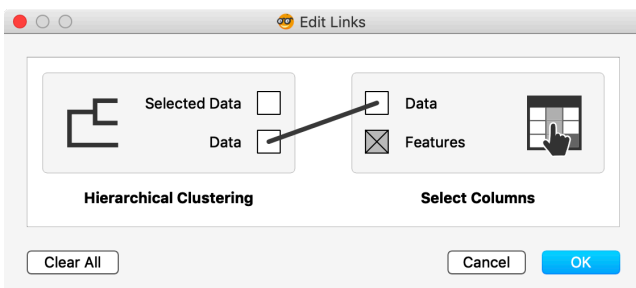 Edit Links
Selected Data
Data
Data
Features
Hierarchical Clustering
Select Columns
Clear All
Cancel
OK